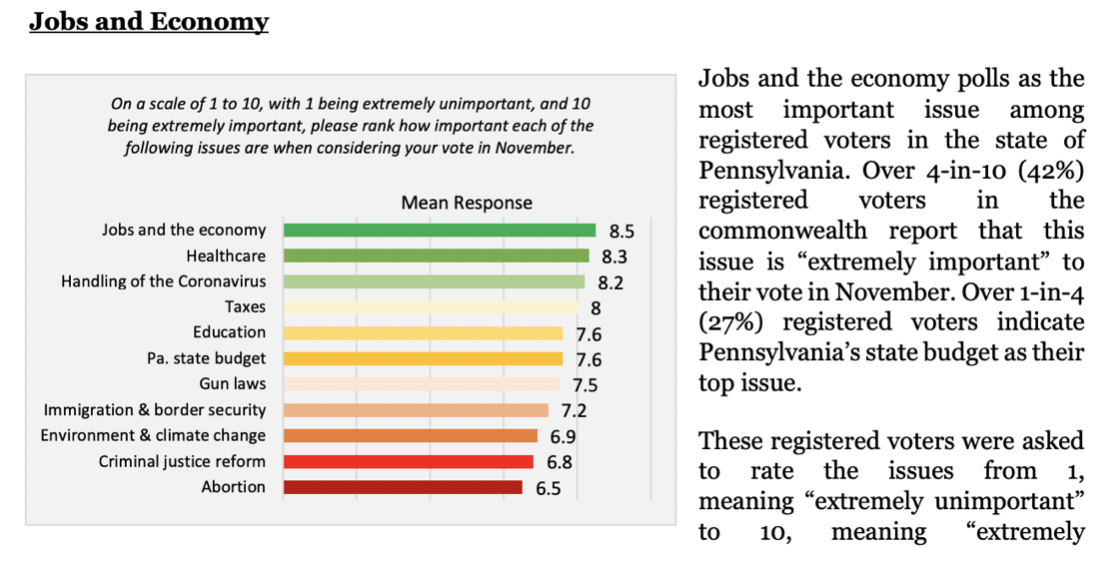 Jobs and Economy
On a scale of 1 to 10, with 1 being extremely unimportant, and 10
being extremely important, please rank how important each of the
following issues are when considering your vote in November.
Mean Response
Jobs and the economy 8.5
Healthcare 8.3
Handling of the Coronavirus 8.2
Taxes 8
Education 7.6
Pa. state budget 7.6
Gun laws 7.5
Immigration & border security 7.2
Environment & climate change 6.9
Criminal justice reform 6.8
Abortion 6.5
Jobs and the economy polls as the
most important issue among
registered voters in the state of
Pennsylvania. Over 4-in-10 (42%)
registered voters in the
commonwealth report that this
issue is “extremely important” to
their vote in November. Over 1-in-4
(27%) registered voters indicate
Pennsylvania’s state budget as their
top issue.
These registered voters were asked
to rate the issues from 1,
meaning “extremely unimportant”
to 10, meaning “extremely